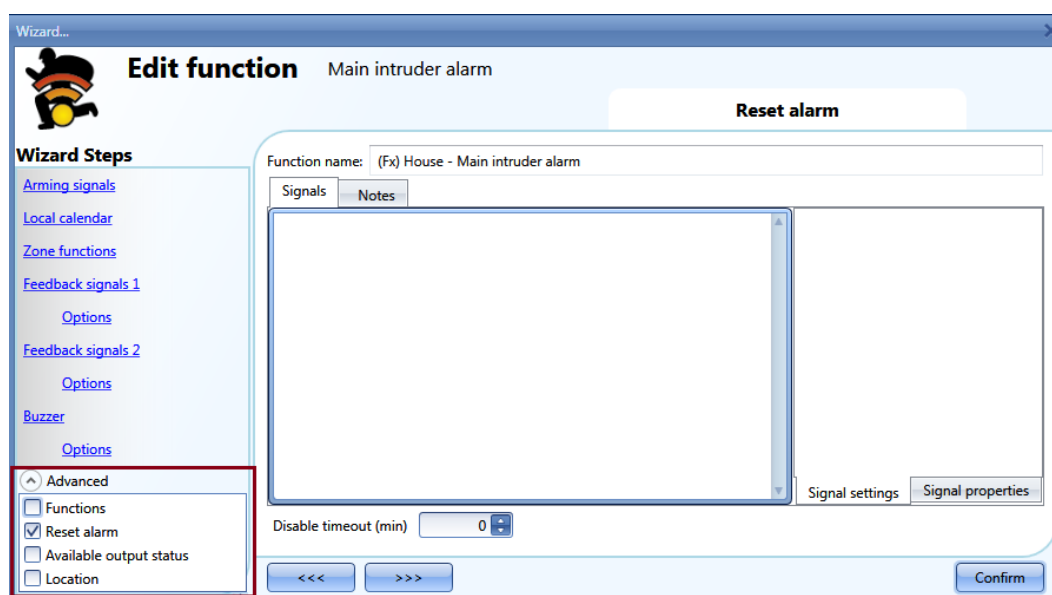 Wizard...
Edit function Main intruder alarm
Reset alarm
Wizard Steps
Arming signals
Local calendar
Zone functions
Feedback signals 1
Options
Feedback signals 2
Options
Buzzer
Options
Advanced
Functions
Reset alarm
Available output status
Location
Function name: (Fx) House - Main intruder alarm
Signals Notes
Signal settings Signal properties
Disable timeout (min) 0
<<< >>> Confirm